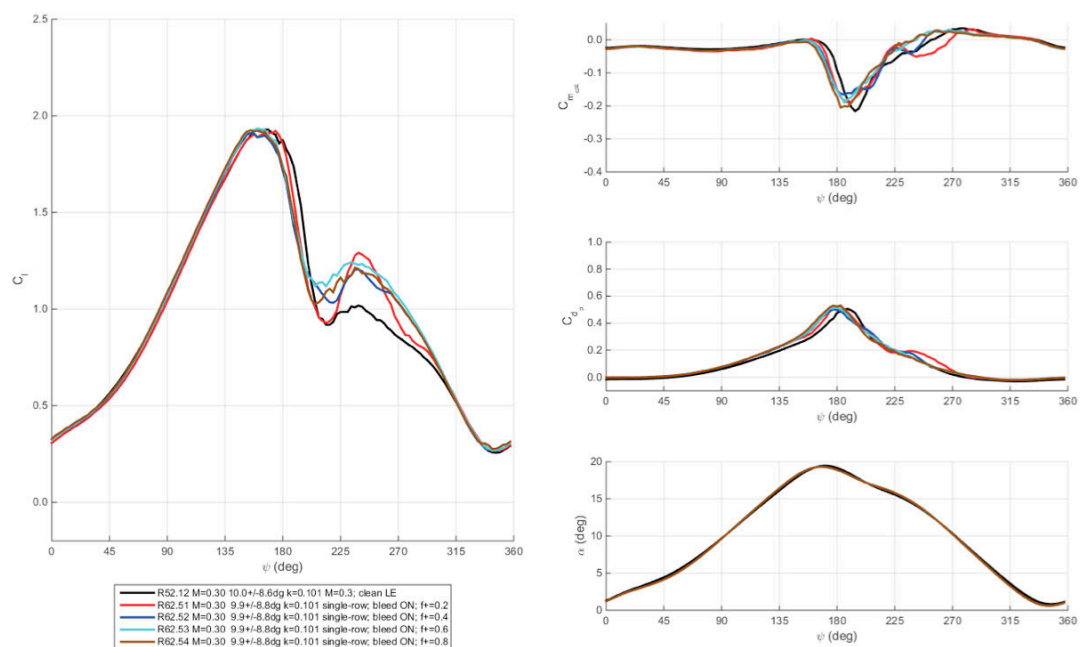 2.5
2.0
1.5
1.0
0.5
0.0
C_l
0 45 90 135 180 225 270 315 360
ψ (deg)
R52.12 M=0.30 10.0+/-8.6dg k=0.101 M=0.3; clean LE
R62.51 M=0.30 9.9+/-8.8dg k=0.101 single-row; bleed ON; f+=0.2
R62.52 M=0.30 9.9+/-8.8dg k=0.101 single-row; bleed ON; f+=0.4
R62.53 M=0.30 9.9+/-8.8dg k=0.101 single-row; bleed ON; f+=0.6
R62.54 M=0.30 9.9+/-8.8dg k=0.101 single-row; bleed ON; f+=0.8
0.0
-0.1
-0.2
-0.3
-0.4
C_m
0 45 90 135 180 225 270 315 360
ψ (deg)
1.0
0.8
0.6
0.4
0.2
0.0
C_d_p
0 45 90 135 180 225 270 315 360
ψ (deg)
20
15
10
5
0
α (deg)
0 45 90 135 180 225 270 315 360
ψ (deg)